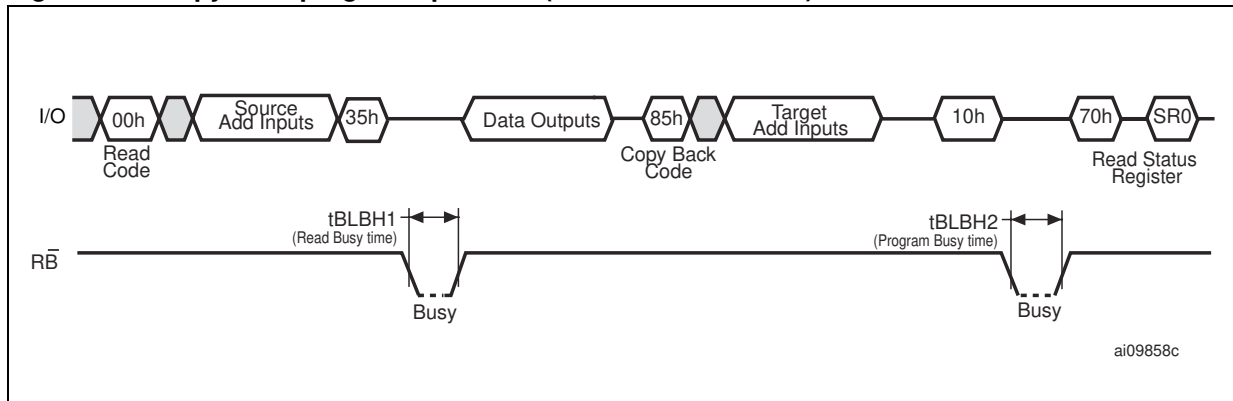 I/O
00h
Source
Add Inputs
35h
Data Outputs
85h
Target
Add Inputs
10h
70h
SR0
Read
Code
Copy Back
Code
Read Status
Register
tBLBH1
(Read Busy time)
tBLBH2
(Program Busy time)
RB̅
Busy
Busy
ai09858c